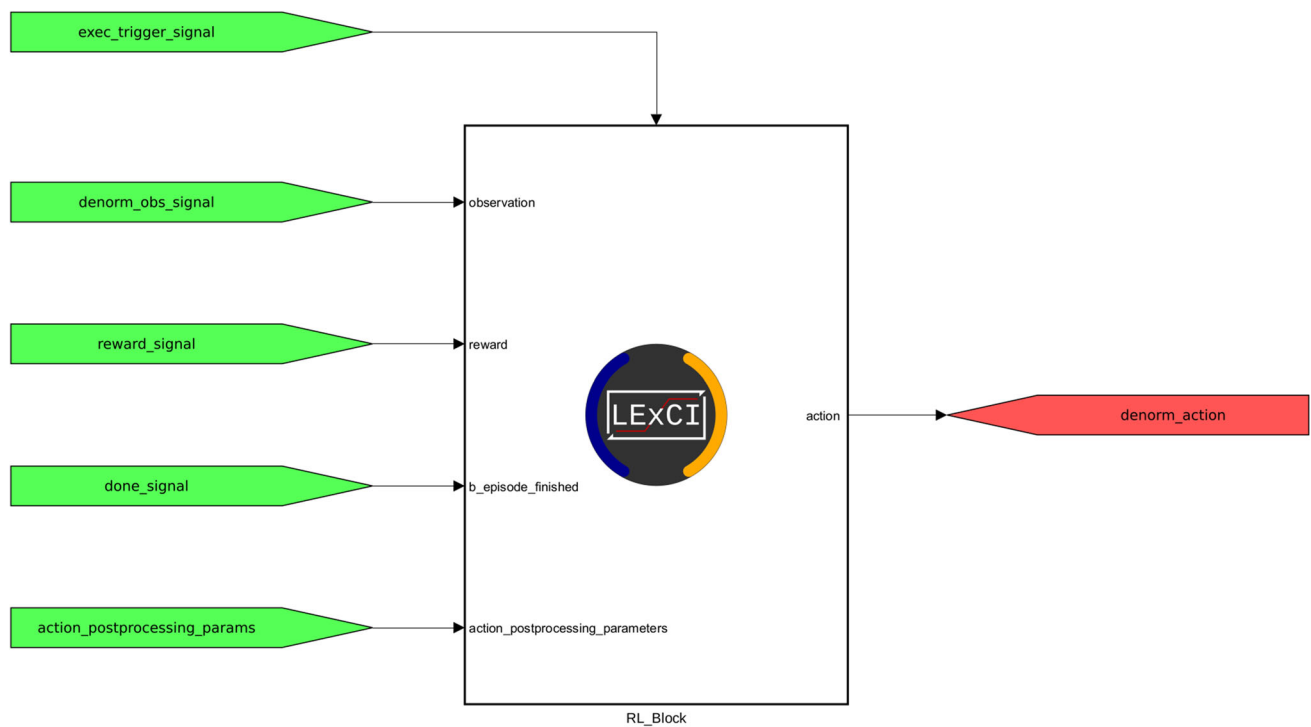 exec_trigger_signal
denorm_obs_signal
observation
reward_signal
reward
LExCI
action
denorm_action
done_signal
b_episode_finished
action_postprocessing_params
action_postprocessing_parameters
RL_Block